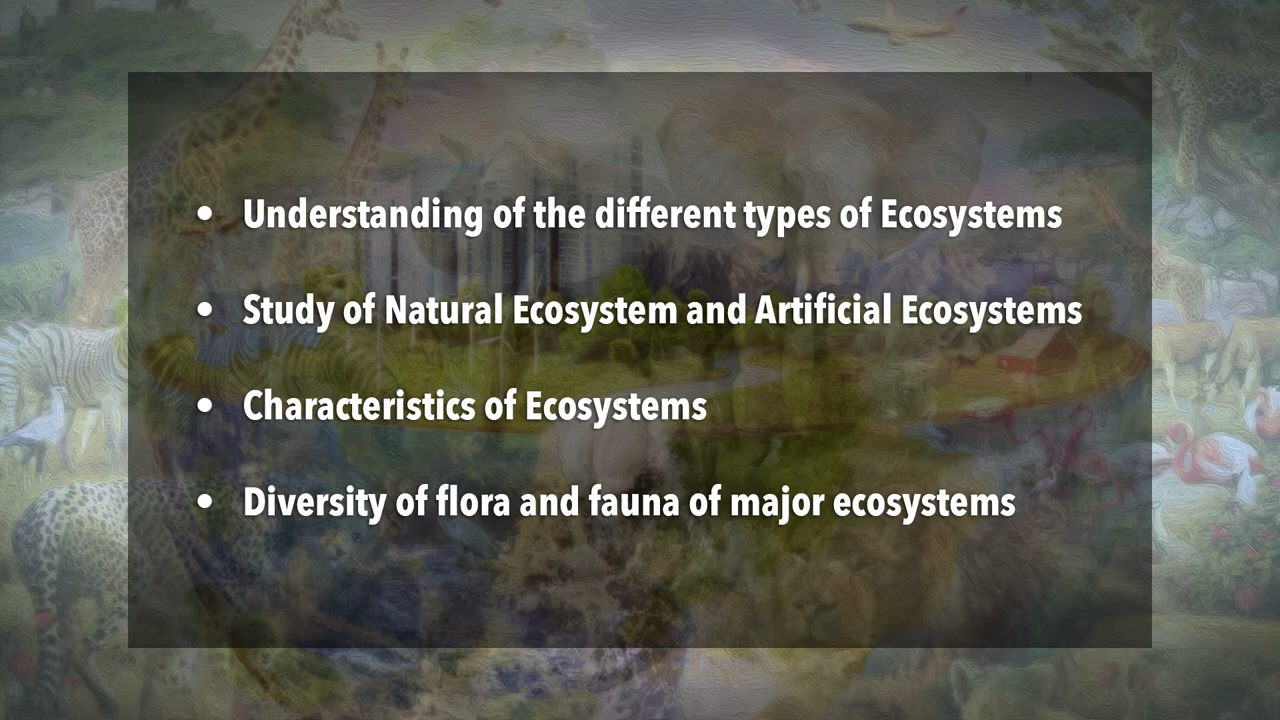 • Understanding of the different types of Ecosystems
• Study of Natural Ecosystem and Artificial Ecosystems
• Characteristics of Ecosystems
• Diversity of flora and fauna of major ecosystems